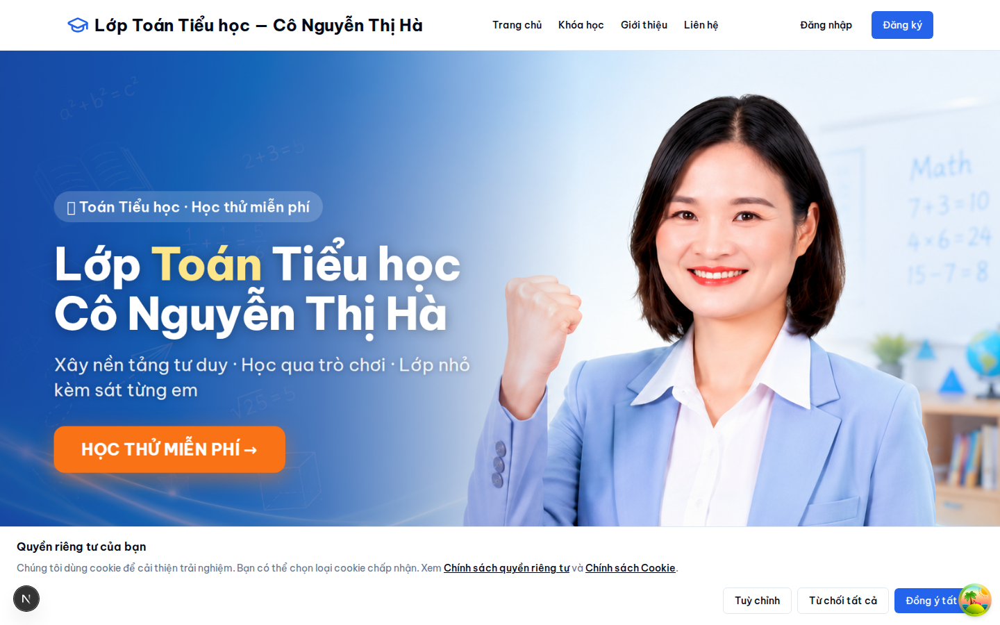 Lớp Toán Tiểu học — Cô Nguyễn Thị Hà
Trang chủ
Khóa học
Giới thiệu
Liên hệ
Đăng nhập
Đăng ký
a²+b²=c²
2+3=5
Math
7+3=10
4×6=24
15-7=8
Toán Tiểu học · Học thử miễn phí
Lớp Toán Tiểu học
Cô Nguyễn Thị Hà
Xây nền tảng tư duy · Học qua trò chơi · Lớp nhỏ
kèm sát từng em
√25=5
HỌC THỬ MIỄN PHÍ →
Quyền riêng tư của bạn
Chúng tôi dùng cookie để cải thiện trải nghiệm. Bạn có thể chọn loại cookie chấp nhận. Xem Chính sách quyền riêng tư và Chính sách Cookie.
Tuỳ chỉnh
Từ chối tất cả
Đồng ý tất